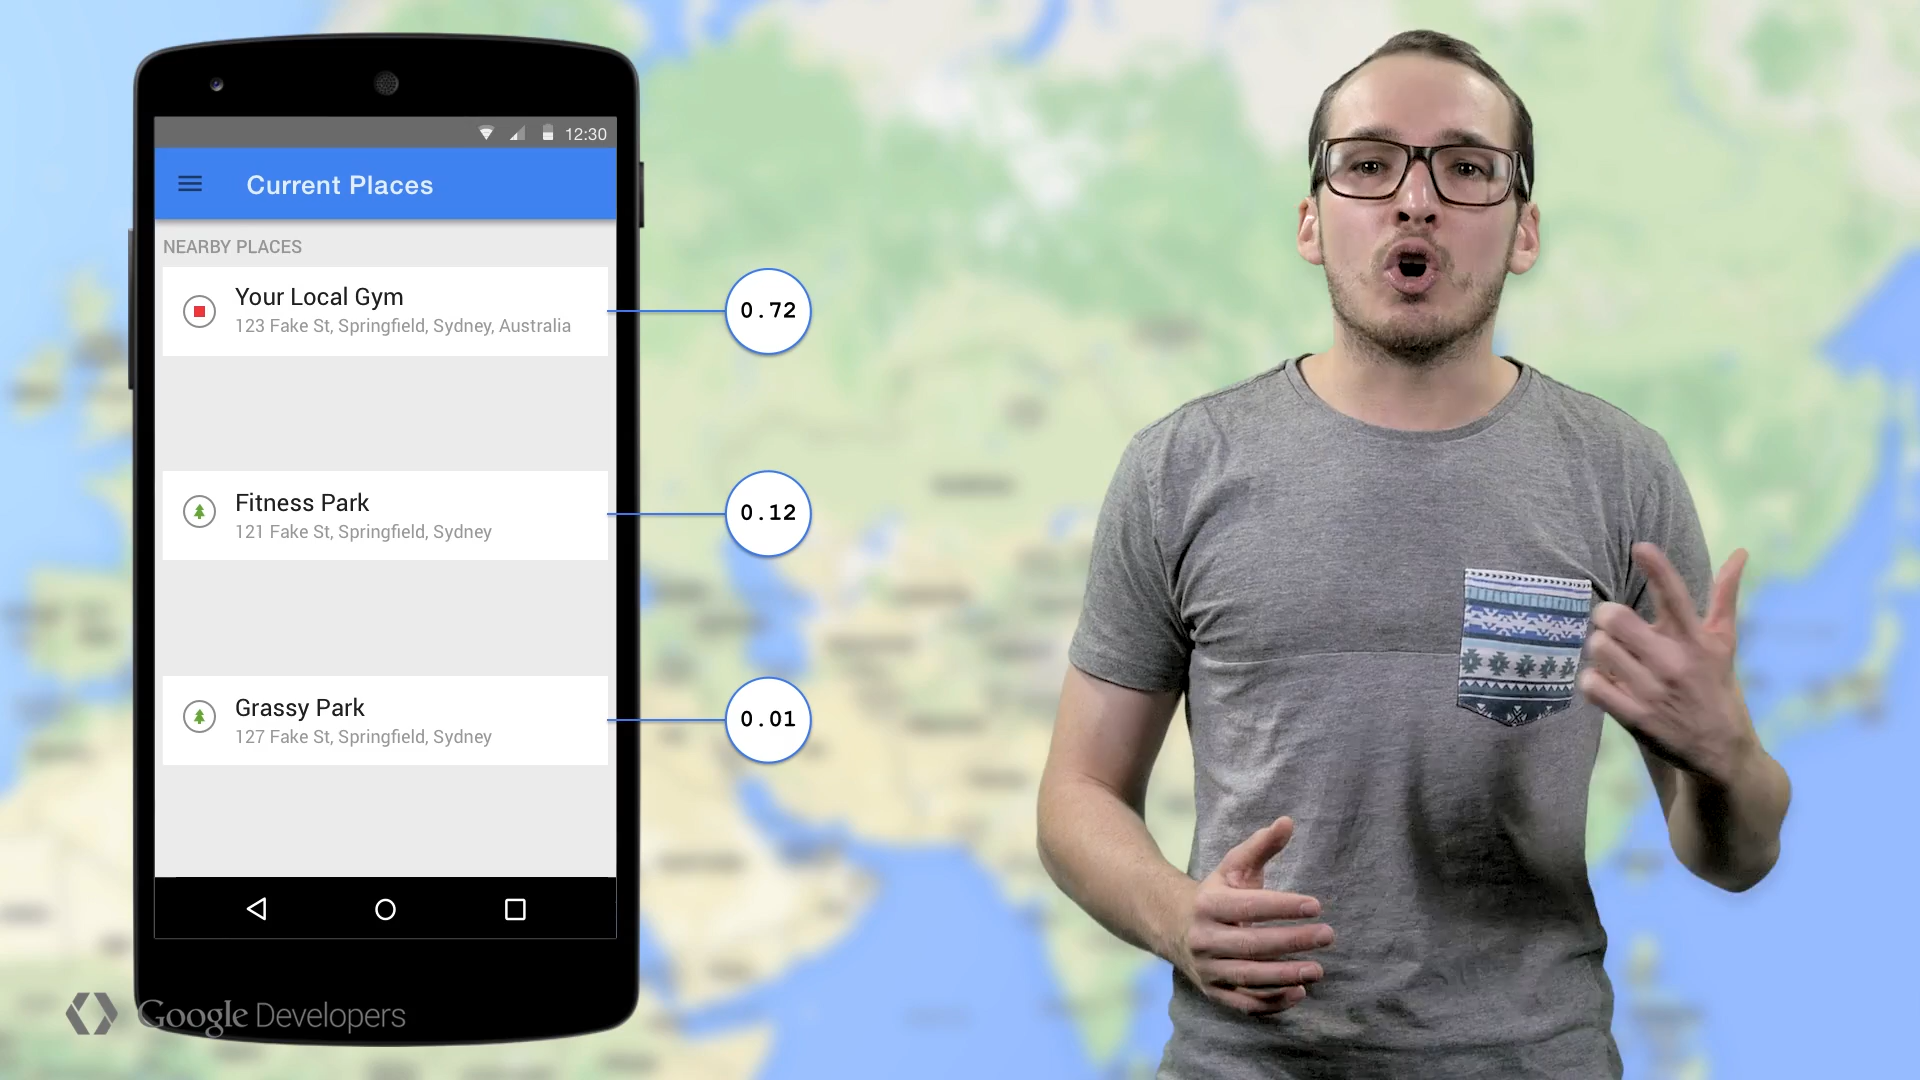 12:30
Current Places
NEARBY PLACES
Your Local Gym
123 Fake St, Springfield, Sydney, Australia
0.72
Fitness Park
121 Fake St, Springfield, Sydney
0.12
Grassy Park
127 Fake St, Springfield, Sydney
0.01
Google Developers